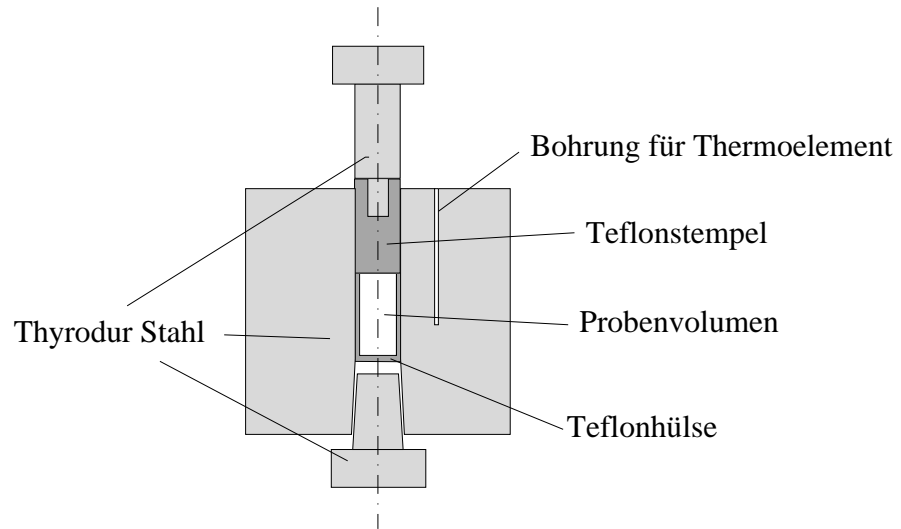 Bohrung für Thermoelement
Teflonstempel
Probenvolumen
Thyrodur Stahl
Teflonhülse